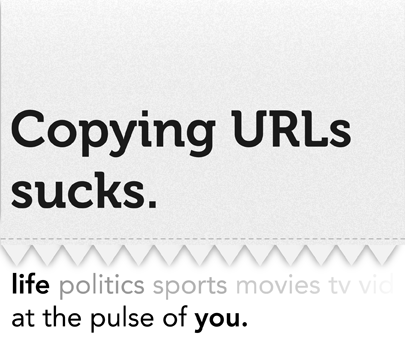 Copying URLs
sucks.
life politics sports movies tv vid
at the pulse of you.